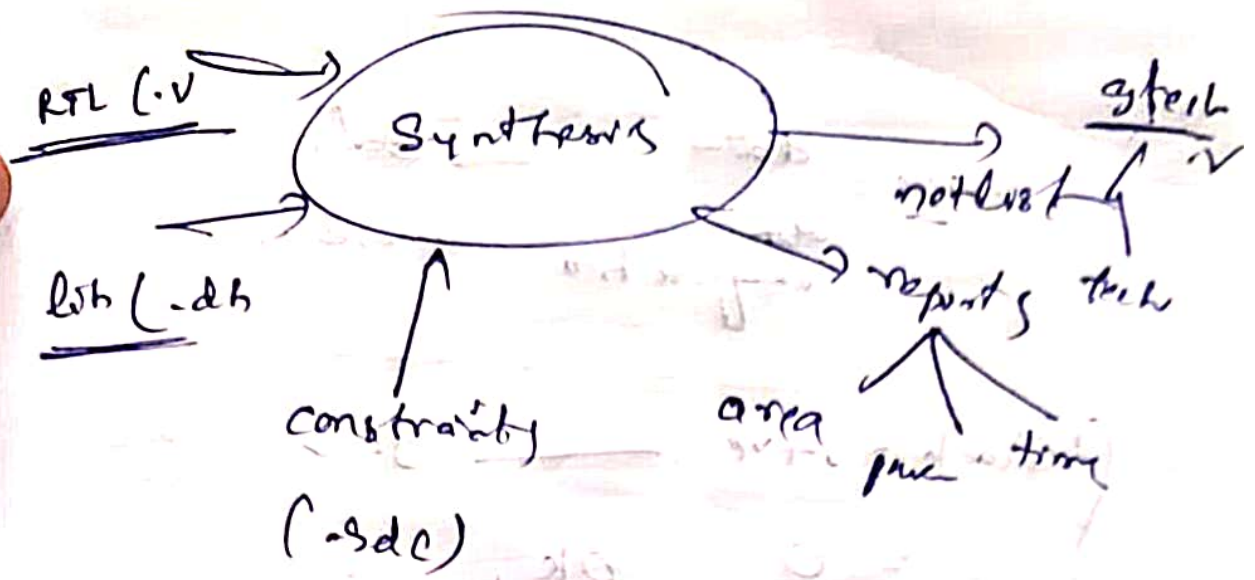 RTL (.v
Synthesis
gtech
.v
netlist
lib (.db
reports
tech
constraints
area
time
(.sdc)